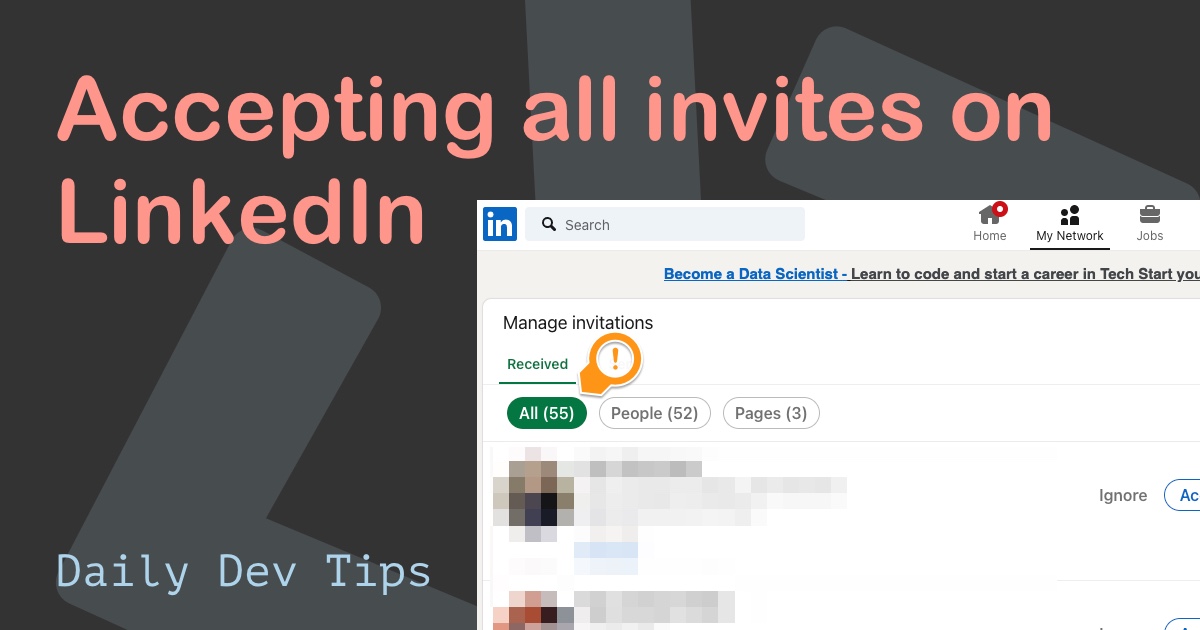 Accepting all invites on
LinkedIn
in
Search
Home
My Network
Jobs
Become a Data Scientist - Learn to code and start a career in Tech Start you
Manage invitations
Received
!
All (55)
People (52)
Pages (3)
Ignore
Ac
Daily Dev Tips